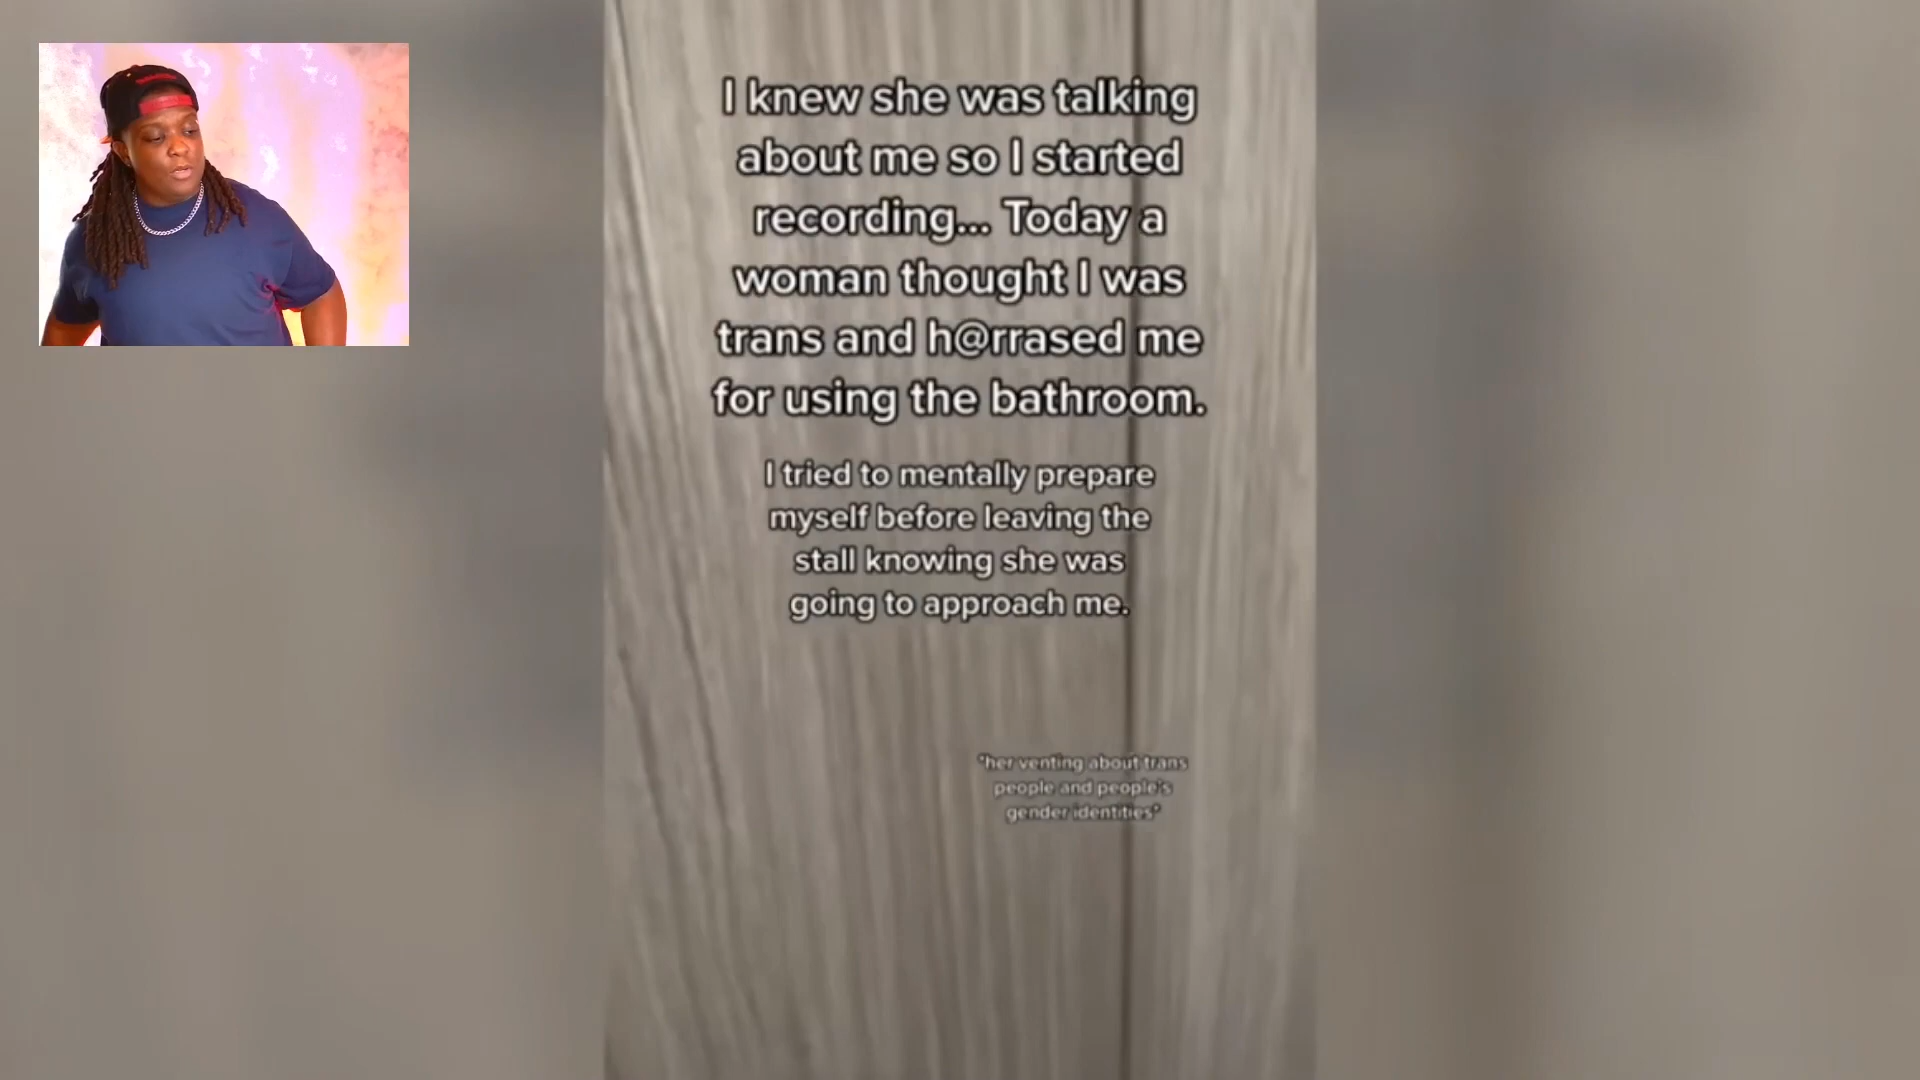 I knew she was talking
about me so I started
recording... Today a
woman thought I was
trans and h@rrased me
for using the bathroom.
I tried to mentally prepare
myself before leaving the
stall knowing she was
going to approach me.
*her venting about trans
people and people's
gender identities*